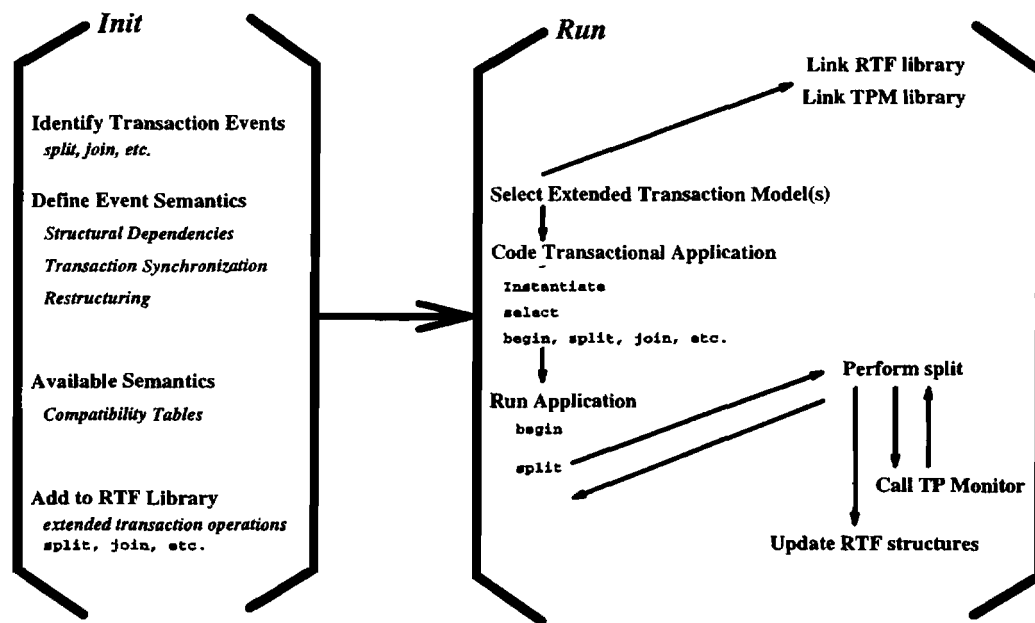 Init
Identify Transaction Events
split, join, etc.
Define Event Semantics
Structural Dependencies
Transaction Synchronization
Restructuring
Available Semantics
Compatibility Tables
Add to RTF Library
extended transaction operations
split, join, etc.
Run
Link RTF library
Link TPM library
Select Extended Transaction Model(s)
Code Transactional Application
Instantiate
select
begin, split, join, etc.
Run Application
begin
split
Perform split
Call TP Monitor
Update RTF structures